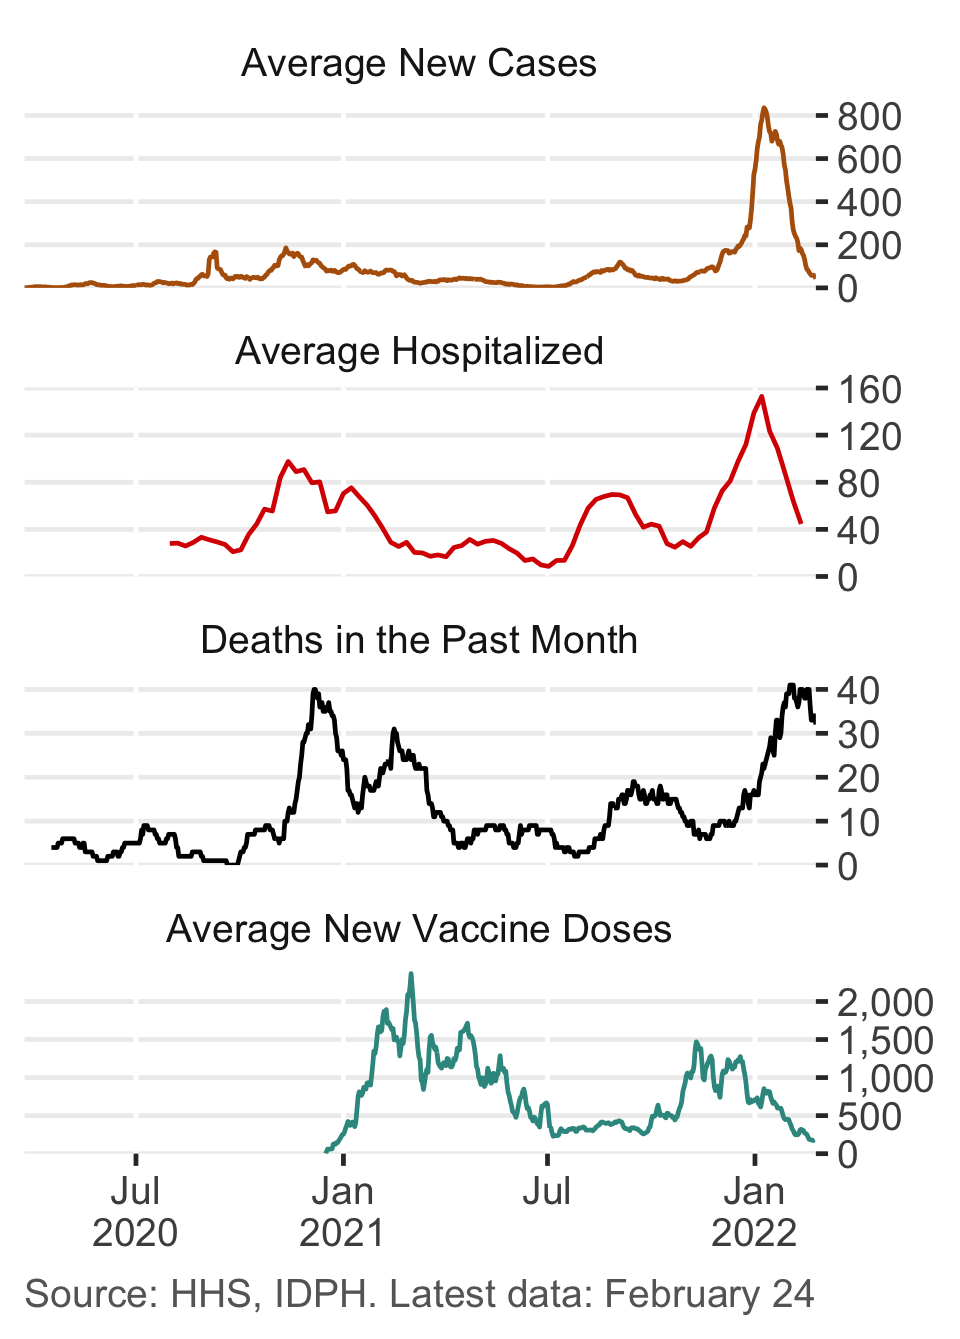 Average New Cases
800
600
400
200
0
Average Hospitalized
160
120
80
40
0
Deaths in the Past Month
40
30
20
10
0
Average New Vaccine Doses
2,000
1,500
1,000
500
0
Jul Jan Jul Jan
2020 2021 2022
Source: HHS, IDPH. Latest data: February 24